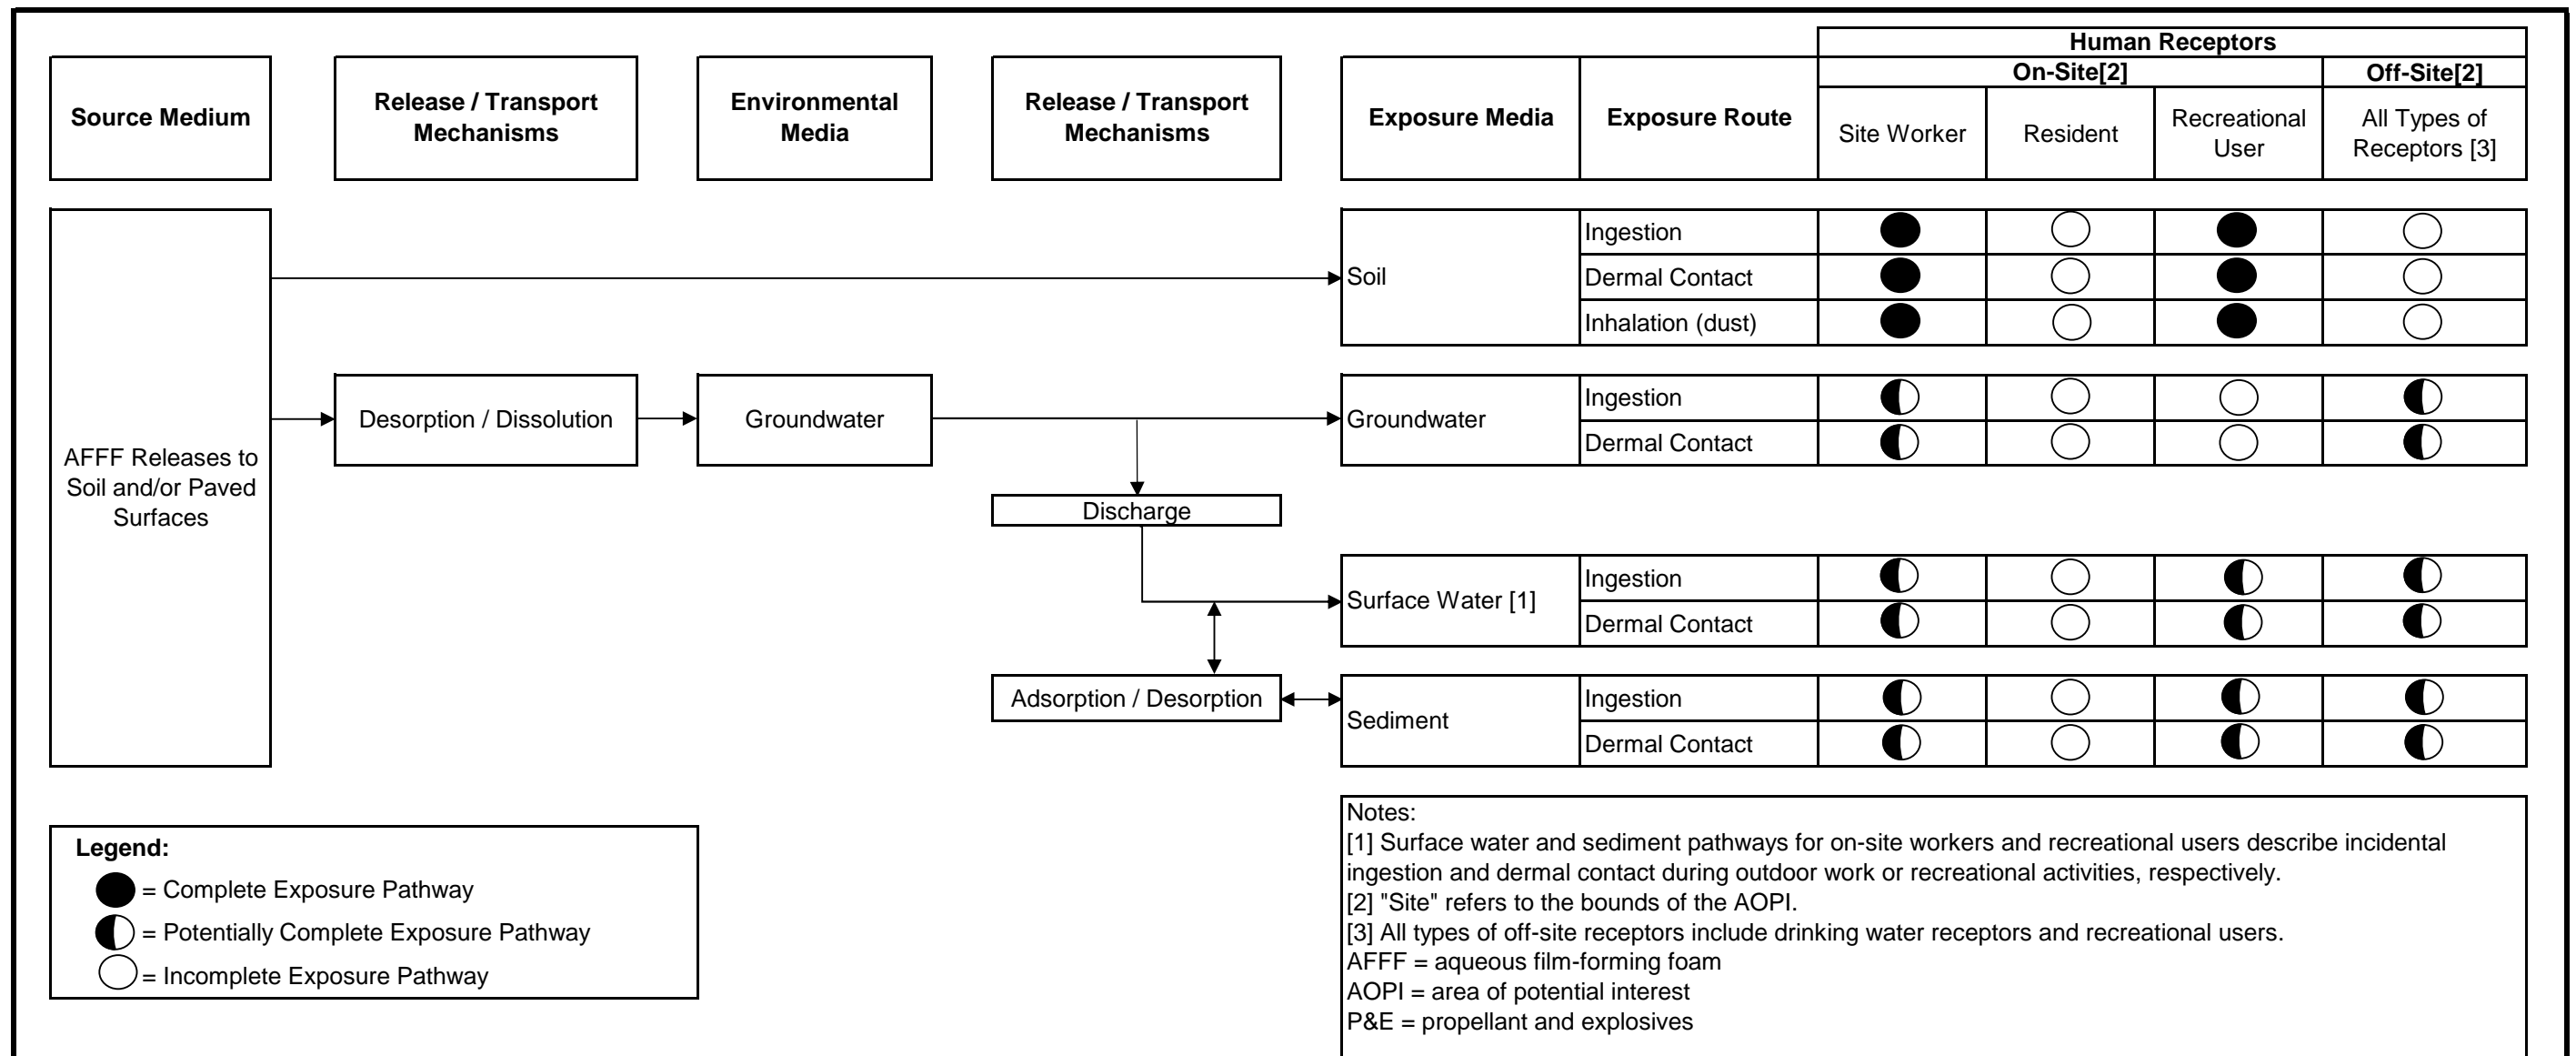 Human Receptors
On-Site[2]
Off-Site[2]
Source Medium
Release / Transport
Mechanisms
Environmental
Media
Release / Transport
Mechanisms
Exposure Media
Exposure Route
Site Worker
Resident
Recreational
User
All Types of
Receptors [3]
AFFF Releases to
Soil and/or Paved
Surfaces
Soil
Ingestion
Dermal Contact
Inhalation (dust)
Desorption / Dissolution
Groundwater
Groundwater
Ingestion
Dermal Contact
Discharge
Surface Water [1]
Ingestion
Dermal Contact
Adsorption / Desorption
Sediment
Ingestion
Dermal Contact
Legend:
= Complete Exposure Pathway
= Potentially Complete Exposure Pathway
= Incomplete Exposure Pathway
Notes:
[1] Surface water and sediment pathways for on-site workers and recreational users describe incidental
ingestion and dermal contact during outdoor work or recreational activities, respectively.
[2] "Site" refers to the bounds of the AOPI.
[3] All types of off-site receptors include drinking water receptors and recreational users.
AFFF = aqueous film-forming foam
AOPI = area of potential interest
P&E = propellant and explosives